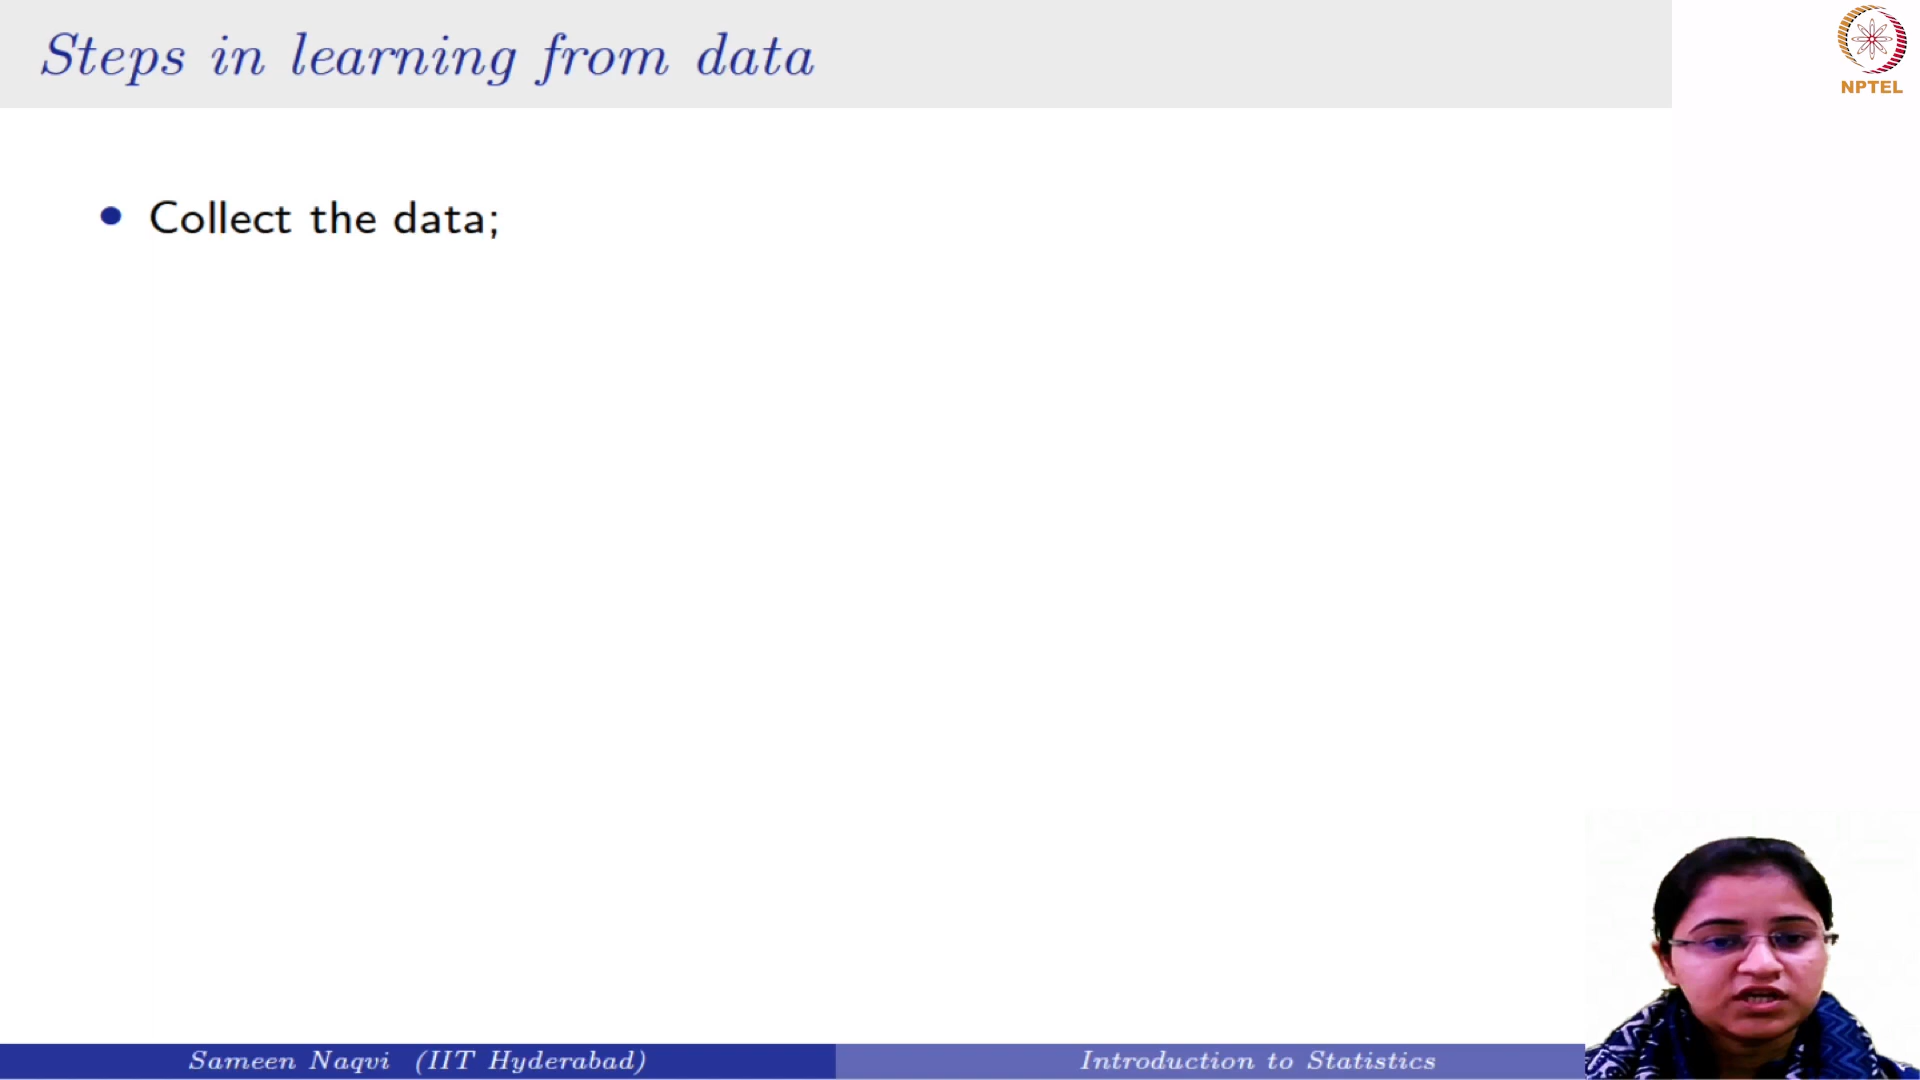 Steps in learning from data
NPTEL
• Collect the data;
Sameen Naqvi (IIT Hyderabad)
Introduction to Statistics